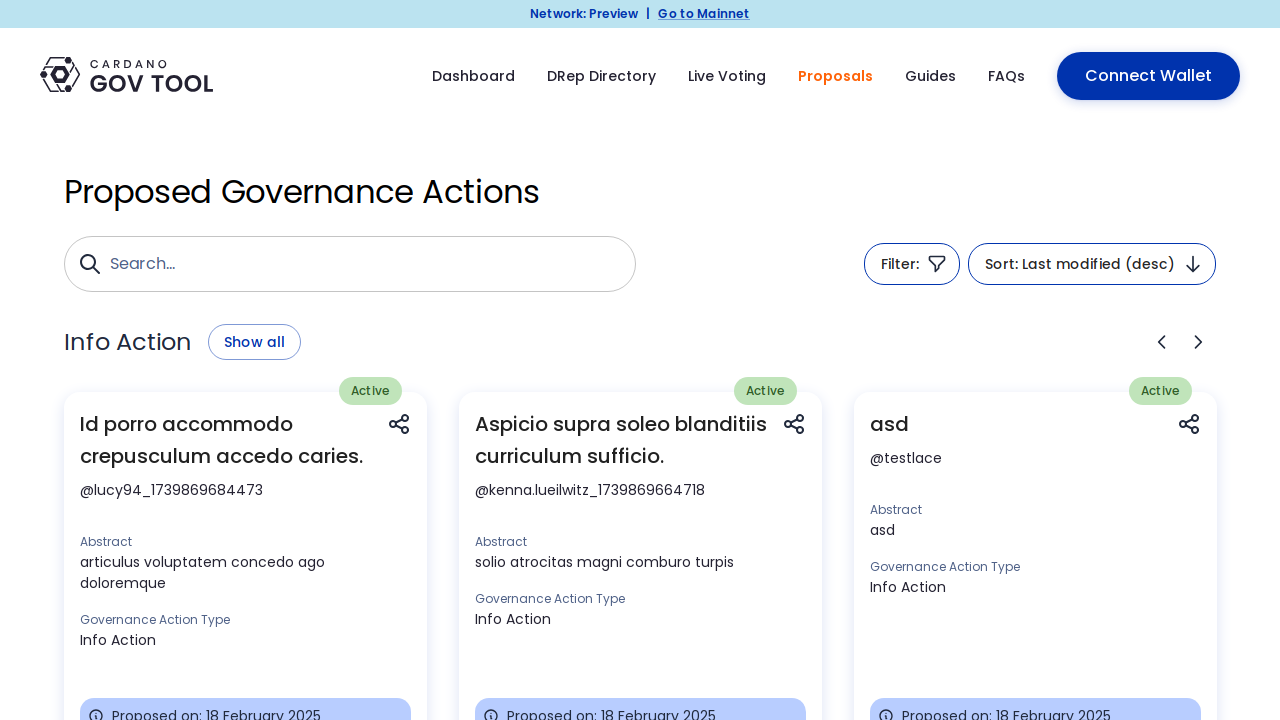 Network: Preview | Go to Mainnet
CARDANO
GOV TOOL
Dashboard DRep Directory Live Voting Proposals Guides FAQs Connect Wallet
Proposed Governance Actions
Search...
Filter: Sort: Last modified (desc)
Info Action Show all
Active
Id porro accommodo
crepusculum accedo caries.
@lucy94_1739869684473
Abstract
articulus voluptatem concedo ago
doloremque
Governance Action Type
Info Action
Proposed on: 18 February 2025
Active
Aspicio supra soleo blanditiis
curriculum sufficio.
@kenna.lueilwitz_1739869664718
Abstract
solio atrocitas magni comburo turpis
Governance Action Type
Info Action
Proposed on: 18 February 2025
Active
asd
@testlace
Abstract
asd
Governance Action Type
Info Action
Proposed on: 18 February 2025